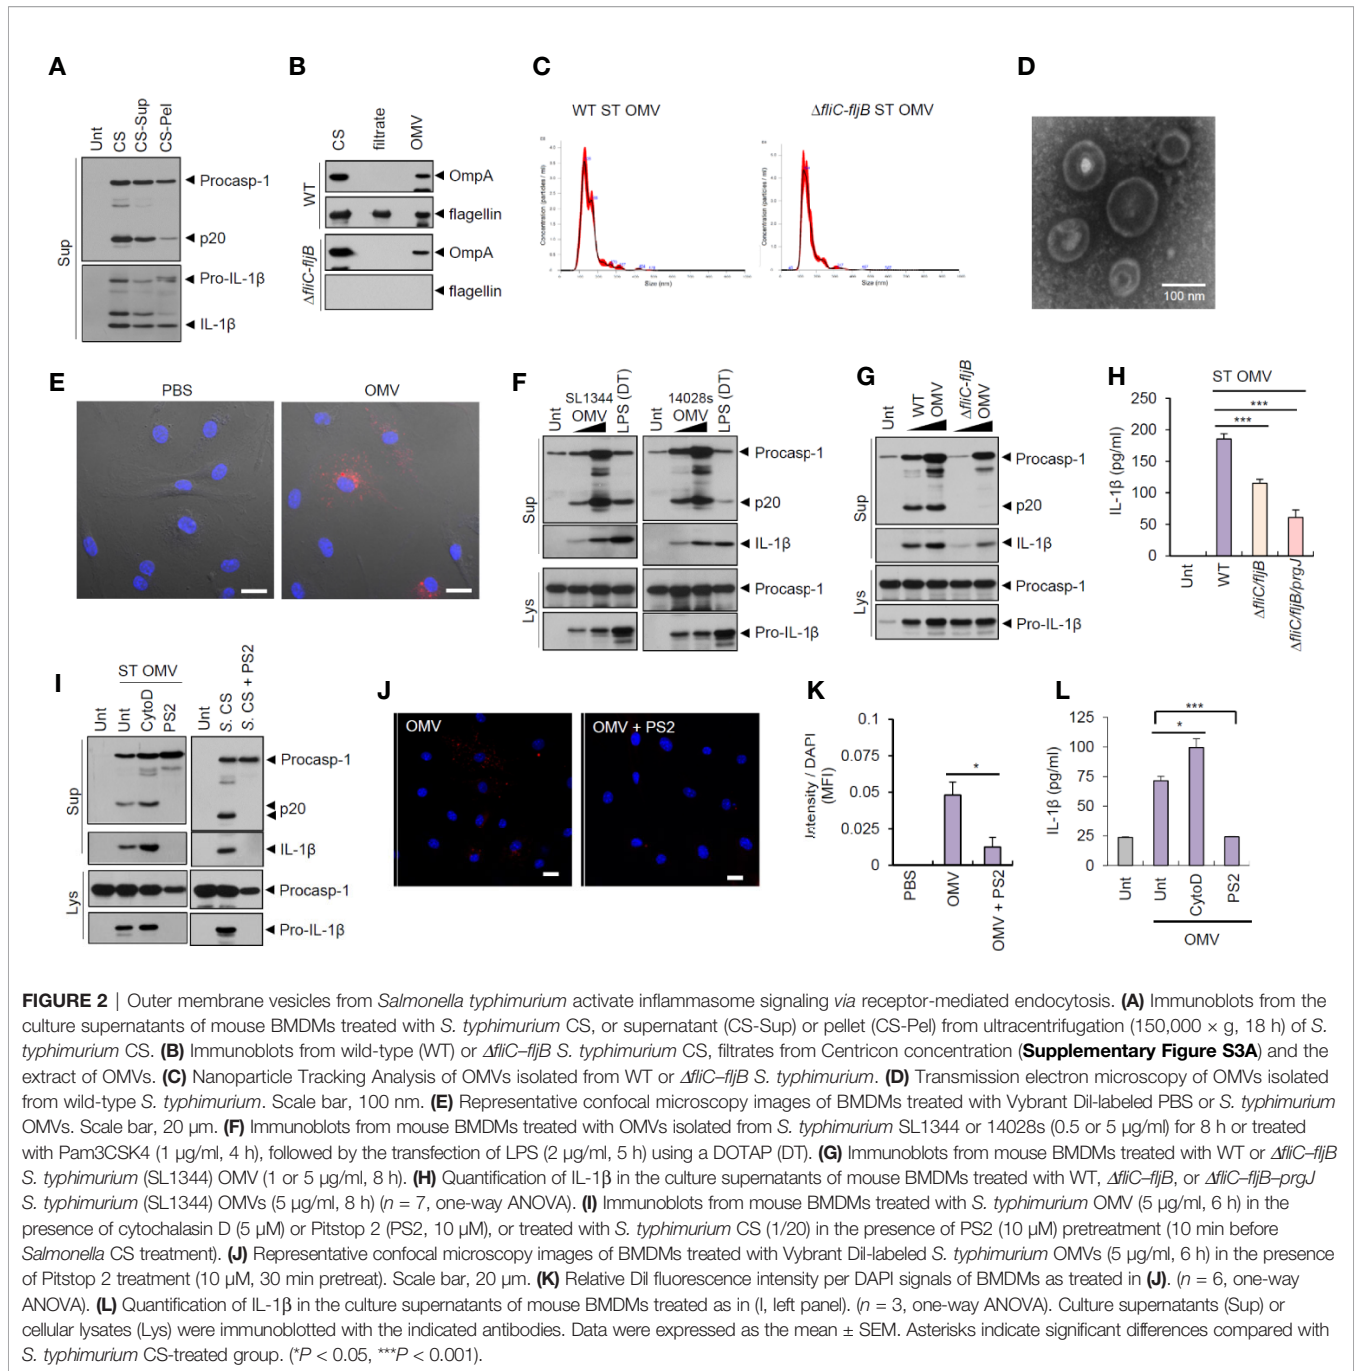 A
Unt
CS
CS-Sup
CS-Pel
Procasp-1
p20
Pro-IL-1β
IL-1β
Sup
B
CS
filtrate
OMV
OmpA
flagellin
OmpA
flagellin
WT
ΔfliC-fljB
C
WT ST OMV
ΔfliC-fljB ST OMV
Concentration (particles / ml)
Size (nm)
Concentration (particles / ml)
Size (nm)
D
100 nm
E
PBS
OMV
F
Unt
SL1344
OMV
LPS (DT)
Unt
14028s
OMV
LPS (DT)
Procasp-1
p20
IL-1β
Procasp-1
Pro-IL-1β
Sup
Lys
G
Unt
WT
OMV
ΔfliC-fljB
OMV
Procasp-1
p20
IL-1β
Procasp-1
Pro-IL-1β
Sup
Lys
H
ST OMV
***
***
IL-1β (pg/ml)
250
200
150
100
50
0
Unt
WT
ΔfliC/fljB
ΔfliC/fljB/prgJ
I
ST OMV
Unt
Unt
CytoD
PS2
Unt
S. CS
S. CS + PS2
Procasp-1
p20
IL-1β
Procasp-1
Pro-IL-1β
Sup
Lys
J
OMV
OMV + PS2
K
Intensity / DAPI
(MFI)
0.1
0.075
0.05
0.025
0
*
PBS
OMV
OMV + PS2
L
IL-1β (pg/ml)
125
100
75
50
25
0
***
*
Unt
Unt
CytoD
PS2
OMV
FIGURE 2 | Outer membrane vesicles from Salmonella typhimurium activate inflammasome signaling via receptor-mediated endocytosis. (A) Immunoblots from the
culture supernatants of mouse BMDMs treated with S. typhimurium CS, or supernatant (CS-Sup) or pellet (CS-Pel) from ultracentrifugation (150,000 × g, 18 h) of S.
typhimurium CS. (B) Immunoblots from wild-type (WT) or ΔfliC–fljB S. typhimurium CS, filtrates from Centricon concentration (Supplementary Figure S3A) and the
extract of OMVs. (C) Nanoparticle Tracking Analysis of OMVs isolated from WT or ΔfliC–fljB S. typhimurium. (D) Transmission electron microscopy of OMVs isolated
from wild-type S. typhimurium. Scale bar, 100 nm. (E) Representative confocal microscopy images of BMDMs treated with Vybrant Dil-labeled PBS or S. typhimurium
OMVs. Scale bar, 20 μm. (F) Immunoblots from mouse BMDMs treated with OMVs isolated from S. typhimurium SL1344 or 14028s (0.5 or 5 μg/ml) for 8 h or treated
with Pam3CSK4 (1 μg/ml, 4 h), followed by the transfection of LPS (2 μg/ml, 5 h) using a DOTAP (DT). (G) Immunoblots from mouse BMDMs treated with WT or ΔfliC–fljB
S. typhimurium (SL1344) OMV (1 or 5 μg/ml, 8 h). (H) Quantification of IL-1β in the culture supernatants of mouse BMDMs treated with WT, ΔfliC–fljB, or ΔfliC–fljB–prgJ
S. typhimurium (SL1344) OMVs (5 μg/ml, 8 h) (n = 7, one-way ANOVA). (I) Immunoblots from mouse BMDMs treated with S. typhimurium OMV (5 μg/ml, 6 h) in the
presence of cytochalasin D (5 μM) or Pitstop 2 (PS2, 10 μM), or treated with S. typhimurium CS (1/20) in the presence of PS2 (10 μM) pretreatment (10 min before
Salmonella CS treatment). (J) Representative confocal microscopy images of BMDMs treated with Vybrant Dil-labeled S. typhimurium OMVs (5 μg/ml, 6 h) in the presence
of Pitstop 2 treatment (10 μM, 30 min pretreat). Scale bar, 20 μm. (K) Relative Dil fluorescence intensity per DAPI signals of BMDMs as treated in (J). (n = 6, one-way
ANOVA). (L) Quantification of IL-1β in the culture supernatants of mouse BMDMs treated as in (I, left panel). (n = 3, one-way ANOVA). Culture supernatants (Sup) or
cellular lysates (Lys) were immunoblotted with the indicated antibodies. Data were expressed as the mean ± SEM. Asterisks indicate significant differences compared with
S. typhimurium CS-treated group. (*P < 0.05, ***P < 0.001).